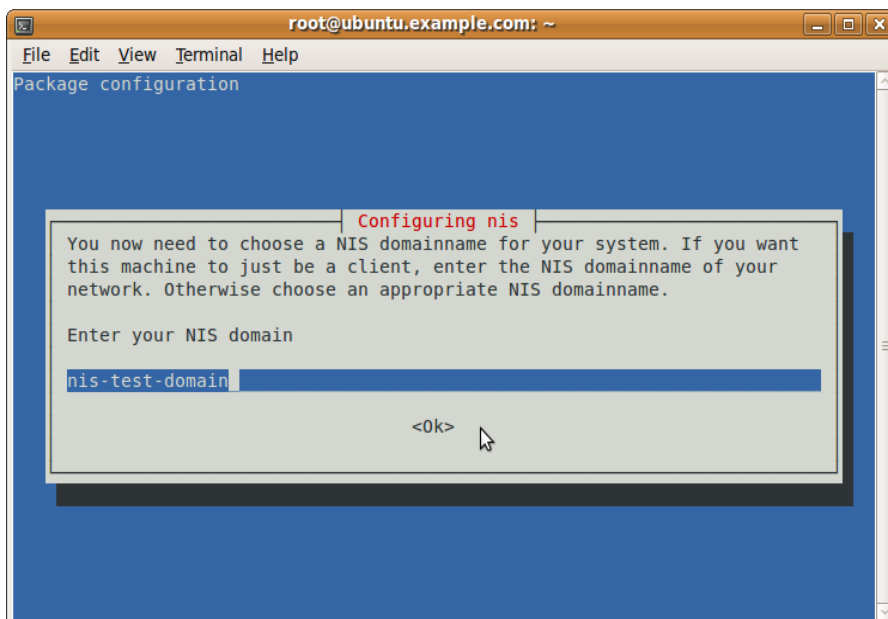 root@ubuntu.example.com: ~
File Edit View Terminal Help
Package configuration
Configuring nis
You now need to choose a NIS domainname for your system. If you want
this machine to just be a client, enter the NIS domainname of your
network. Otherwise choose an appropriate NIS domainname.
Enter your NIS domain
nis-test-domain
<Ok>